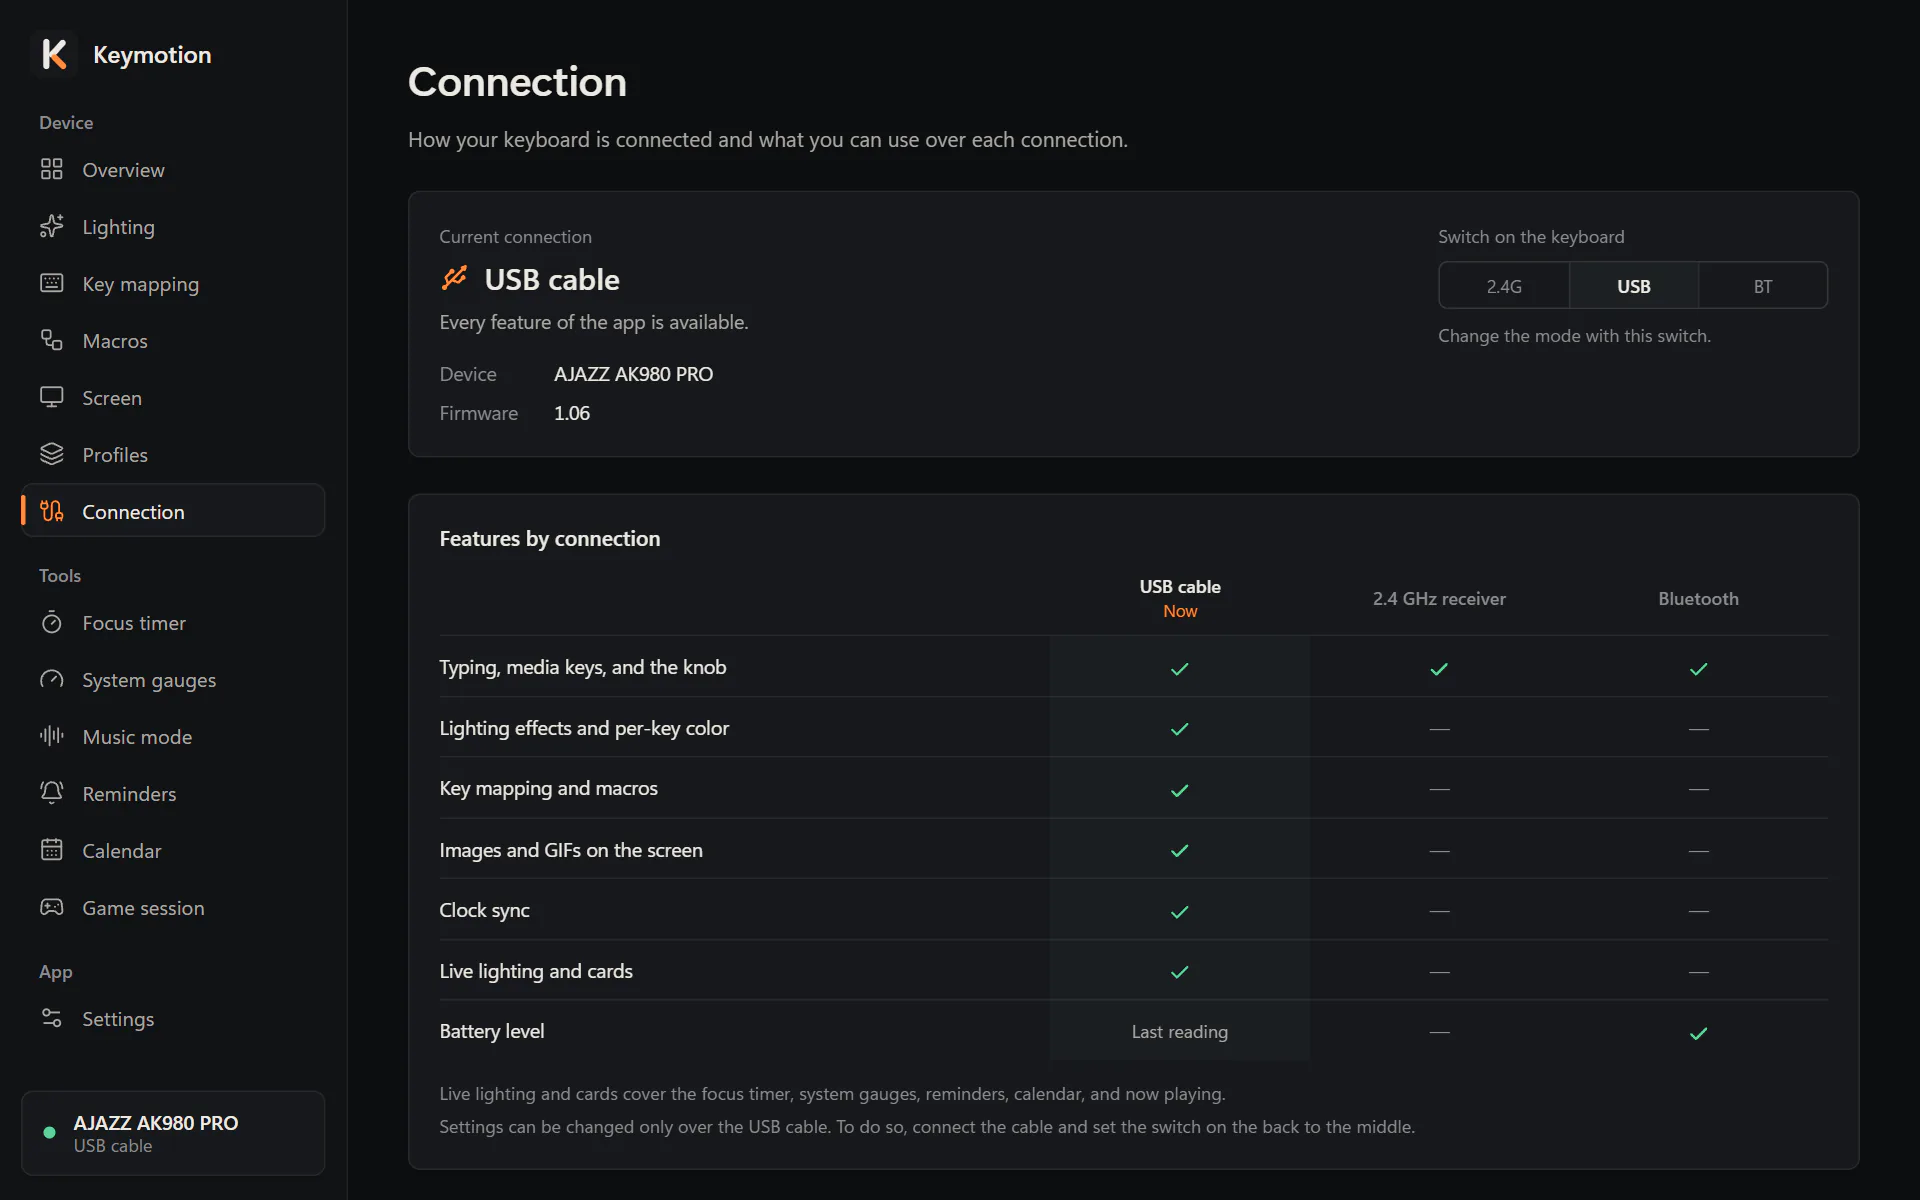 Keymotion
Device
Overview
Lighting
Key mapping
Macros
Screen
Profiles
Connection
Tools
Focus timer
System gauges
Music mode
Reminders
Calendar
Game session
App
Settings
AJAZZ AK980 PRO
USB cable
Connection
How your keyboard is connected and what you can use over each connection.
Current connection
USB cable
Every feature of the app is available.
Device AJAZZ AK980 PRO
Firmware 1.06
Switch on the keyboard
2.4G USB BT
Change the mode with this switch.
Features by connection
USB cable 2.4 GHz receiver Bluetooth
Now
Typing, media keys, and the knob ✓ ✓ ✓
Lighting effects and per-key color ✓ — —
Key mapping and macros ✓ — —
Images and GIFs on the screen ✓ — —
Clock sync ✓ — —
Live lighting and cards ✓ — —
Battery level Last reading — ✓
Live lighting and cards cover the focus timer, system gauges, reminders, calendar, and now playing.
Settings can be changed only over the USB cable. To do so, connect the cable and set the switch on the back to the middle.